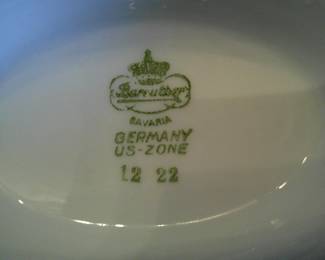 Bareuther
BAVARIA
GERMANY
US-ZONE
12 22